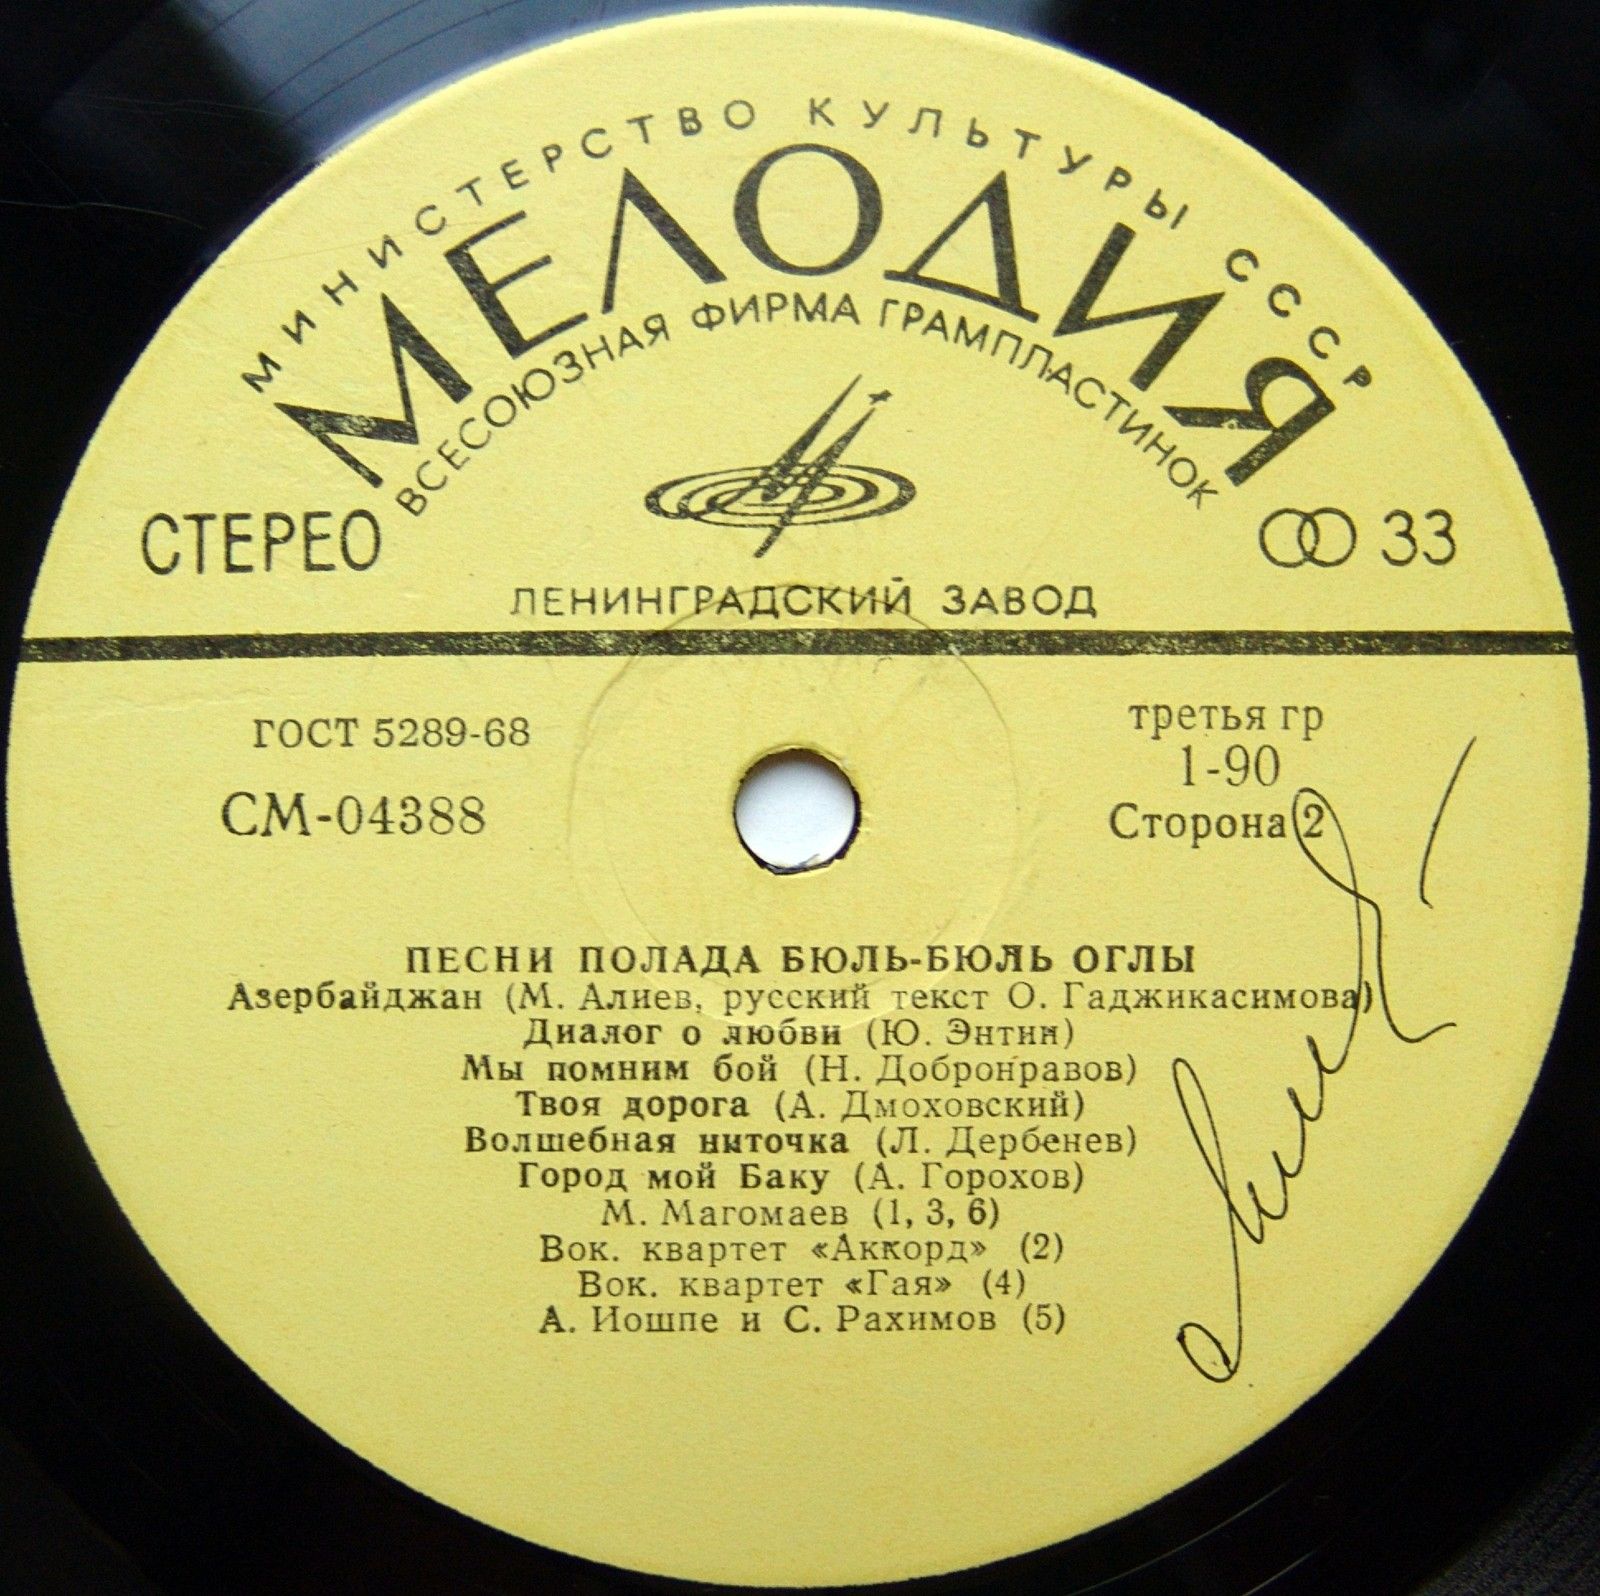 МИНИСТЕРСТВО КУЛЬТУРЫ СССР
МЕЛОДИЯ
ВСЕСОЮЗНАЯ ФИРМА ГРАМПЛАСТИНОК
СТЕРЕО
33
ЛЕНИНГРАДСКИЙ ЗАВОД
ГОСТ 5289-68
третья гр
1-90
СМ-04388
Сторона 2
ПЕСНИ ПОЛАДА БЮЛЬ-БЮЛЬ ОГЛЫ
Азербайджан (М. Алиев, русский текст О. Гаджикасимова)
Диалог о любви (Ю. Энтин)
Мы помним бой (Н. Добронравов)
Твоя дорога (А. Дмоховский)
Волшебная ниточка (Л. Дербенев)
Город мой Баку (А. Горохов)
М. Магомаев (1, 3, 6)
Вок. квартет «Аккорд» (2)
Вок. квартет «Гая» (4)
А. Иошпе и С. Рахимов (5)